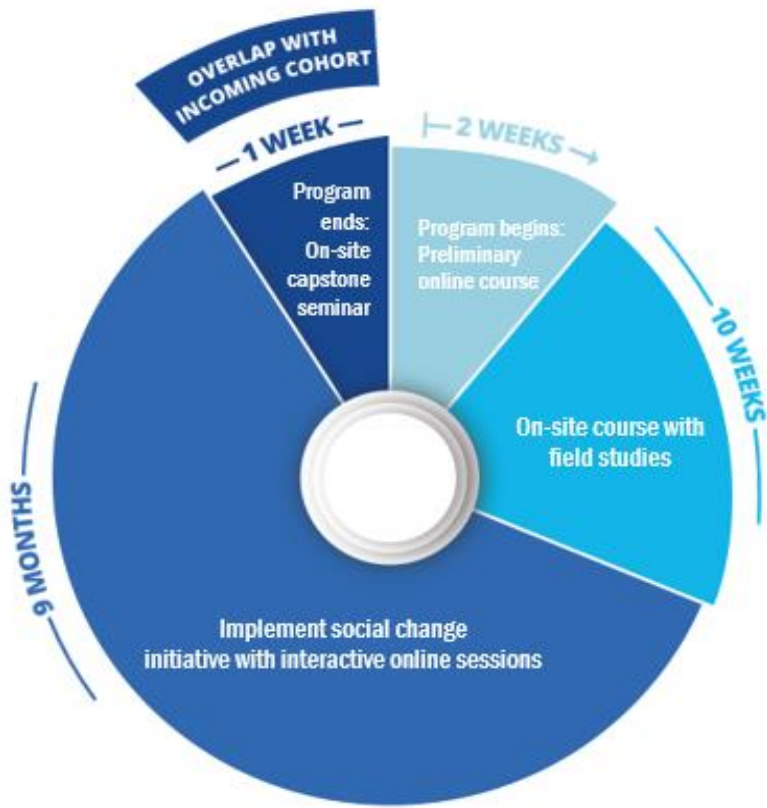 OVERLAP WITH
INCOMING COHORT
1 WEEK
2 WEEKS
Program
ends:
On-site
capstone
seminar
Program begins:
Preliminary
online course
10 WEEKS
On-site course with
field studies
9 MONTHS
Implement social change
initiative with interactive online sessions